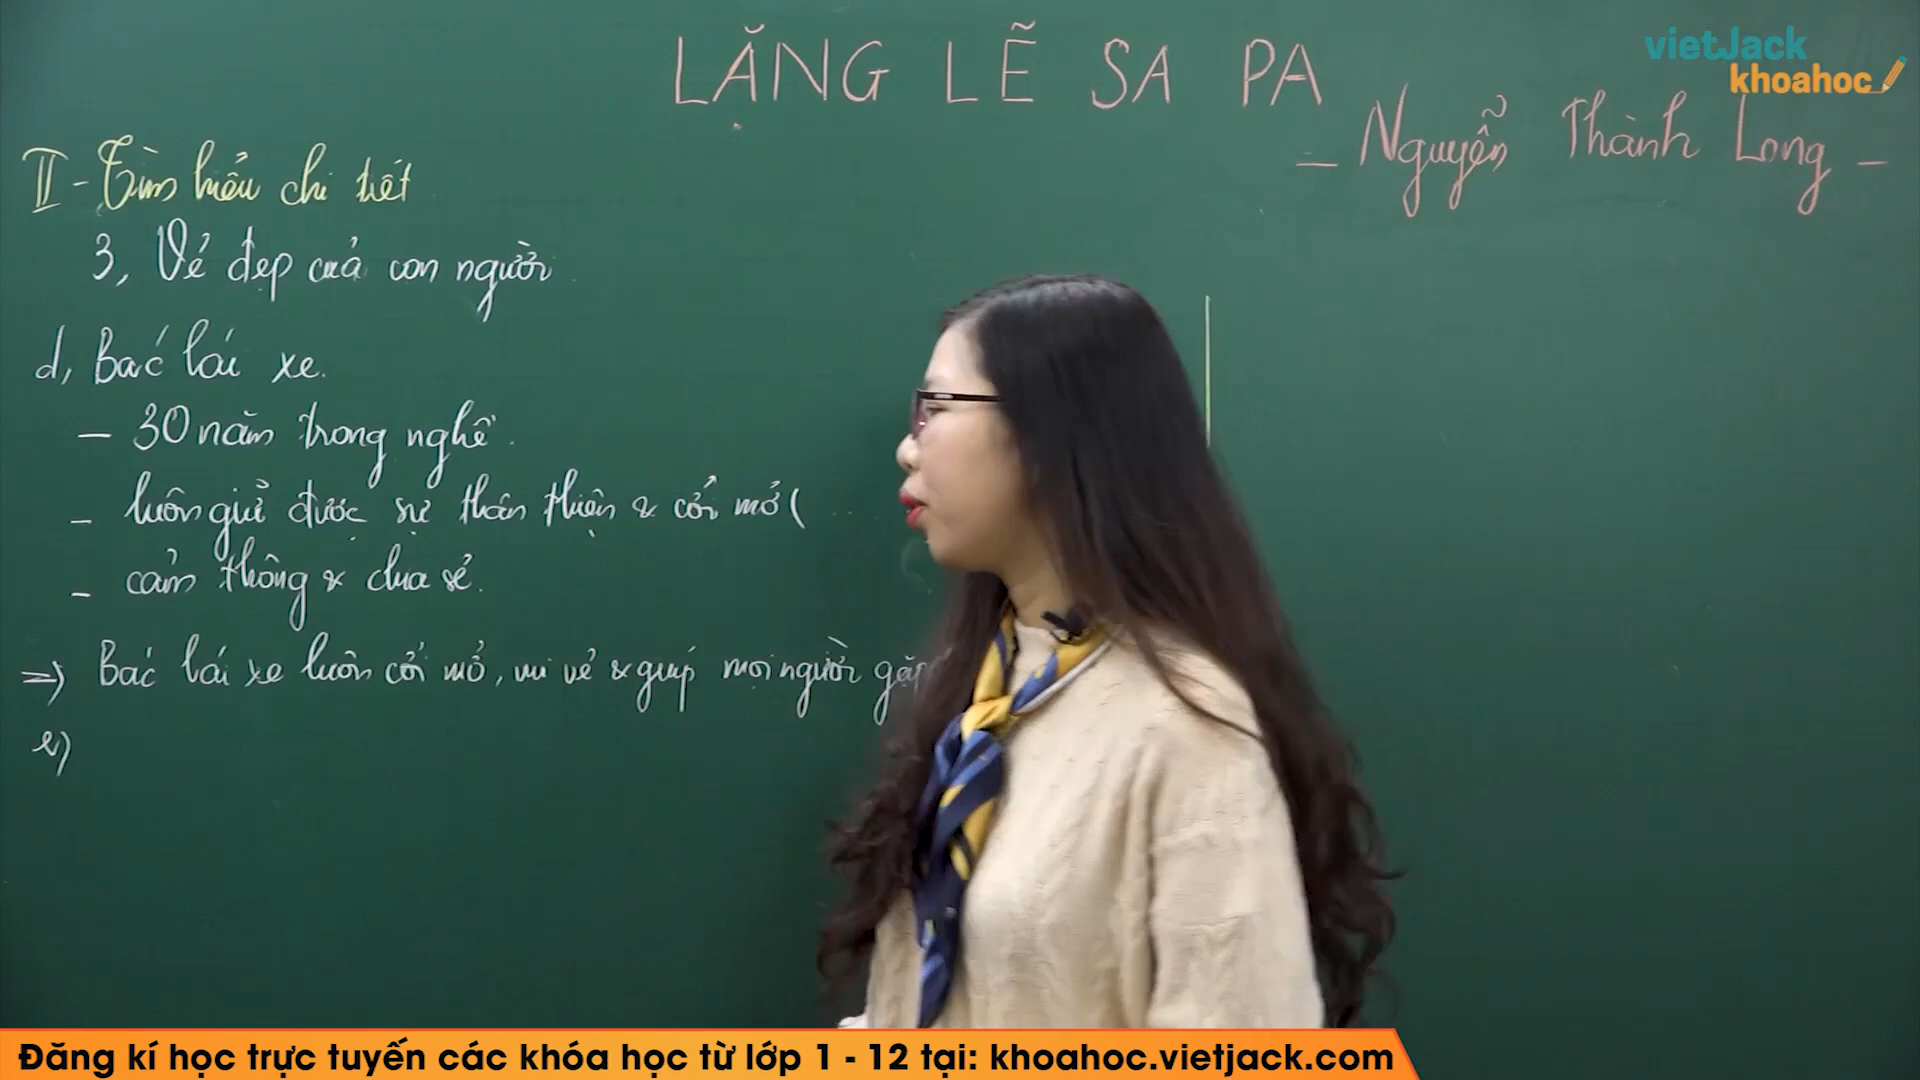 LẶNG LẼ SA PA
vietJack
khoahoc
- Nguyễn Thành Long -
II - Tìm hiểu chi tiết
3, Vẻ đẹp của con người
d, Bác lái xe.
- 30 năm trong nghề.
- luôn giữ được sự thân thiện & cởi mở (
- cảm thông & chia sẻ.
=> Bác lái xe luôn cởi mở, vui vẻ & giúp mọi người gặp
e)
Đăng kí học trực tuyến các khóa học từ lớp 1 - 12 tại: khoahoc.vietjack.com